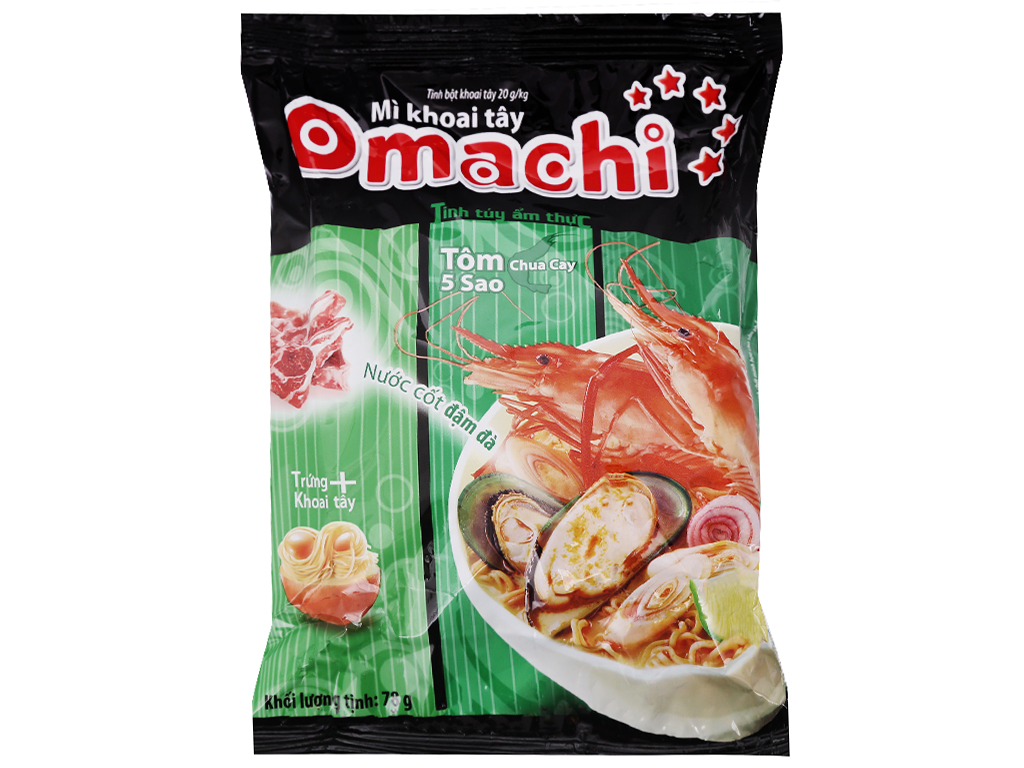 Tinh bột khoai tây 20 g/kg
Mì khoai tây
Omachi
Tinh túy ẩm thực
Tôm Chua Cay
5 Sao
Nước cốt đậm đà
Trứng +
Khoai tây
Khối lượng tịnh: 78 g